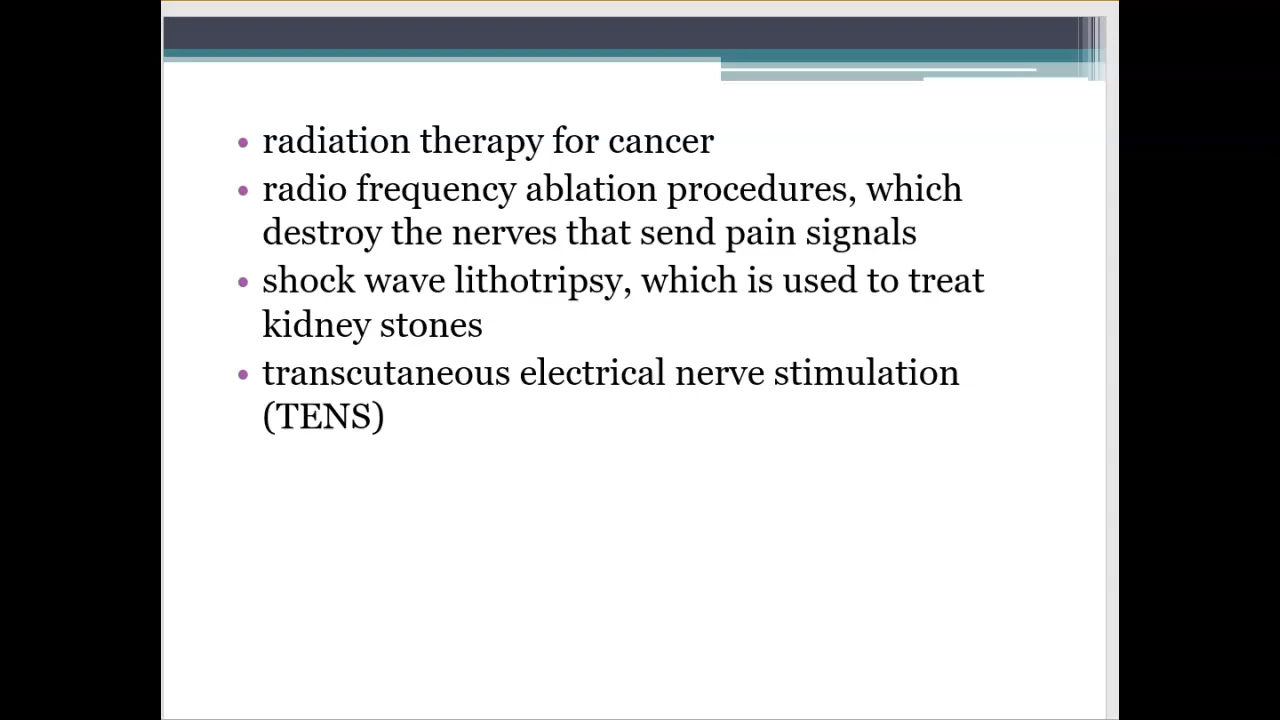 • radiation therapy for cancer
• radio frequency ablation procedures, which
destroy the nerves that send pain signals
• shock wave lithotripsy, which is used to treat
kidney stones
• transcutaneous electrical nerve stimulation
(TENS)